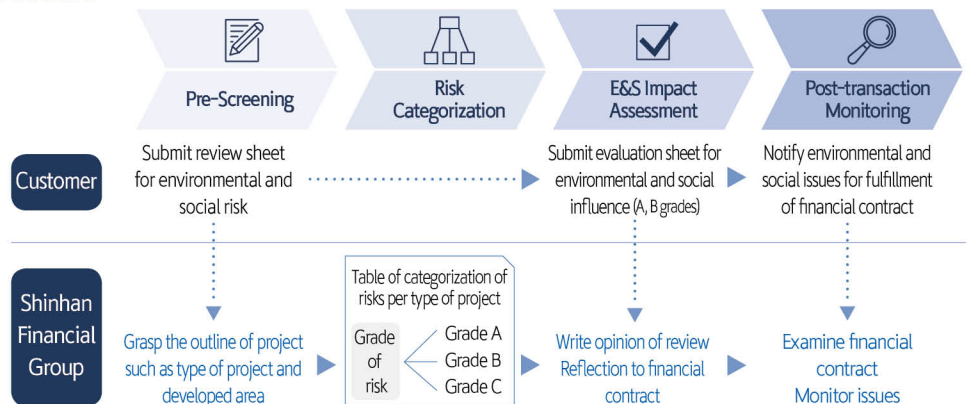 Pre-Screening
Risk
Categorization
E&S Impact
Assessment
Post-transaction
Monitoring
Customer
Submit review sheet
for environmental and
social risk
Submit evaluation sheet for
environmental and social
influence (A, B grades)
Notify environmental and
social issues for fulfillment
of financial contract
Shinhan
Financial
Group
Grasp the outline of project
such as type of project and
developed area
Table of categorization of
risks per type of project
Grade
of
risk
Grade A
Grade B
Grade C
Write opinion of review
Reflection to financial
contract
Examine financial
contract
Monitor issues